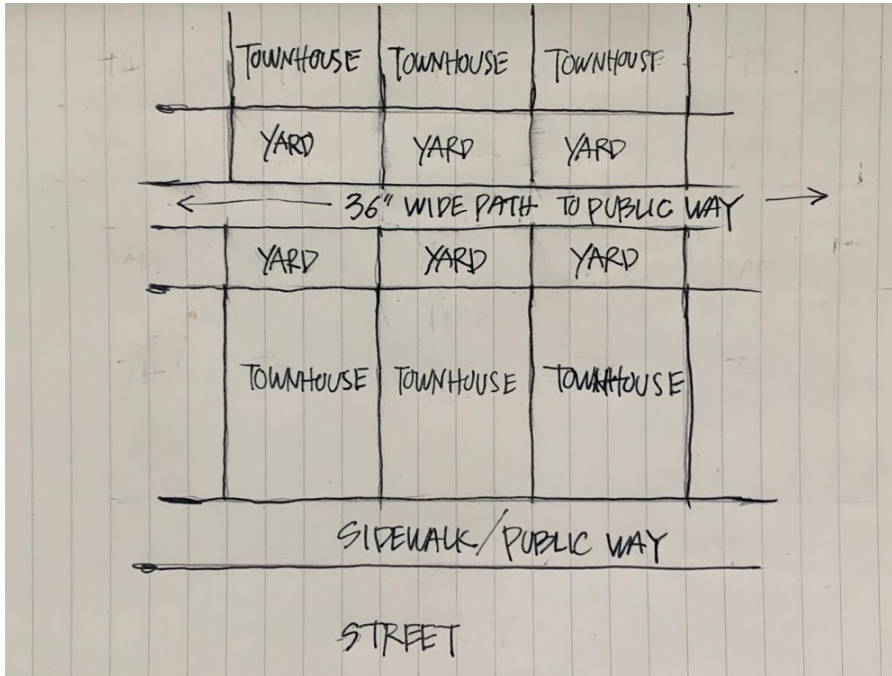 TOWNHOUSE TOWNHOUSE TOWNHOUSE
YARD YARD YARD
36" WIDE PATH TO PUBLIC WAY
YARD YARD YARD
TOWNHOUSE TOWNHOUSE TOWNHOUSE
SIDEWALK/PUBLIC WAY
STREET